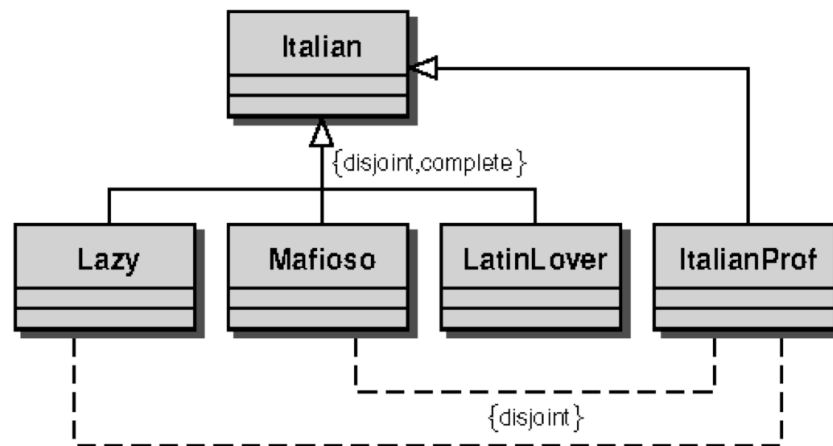 Italian
{disjoint,complete}
Lazy
Mafioso
LatinLover
ItalianProf
{disjoint}